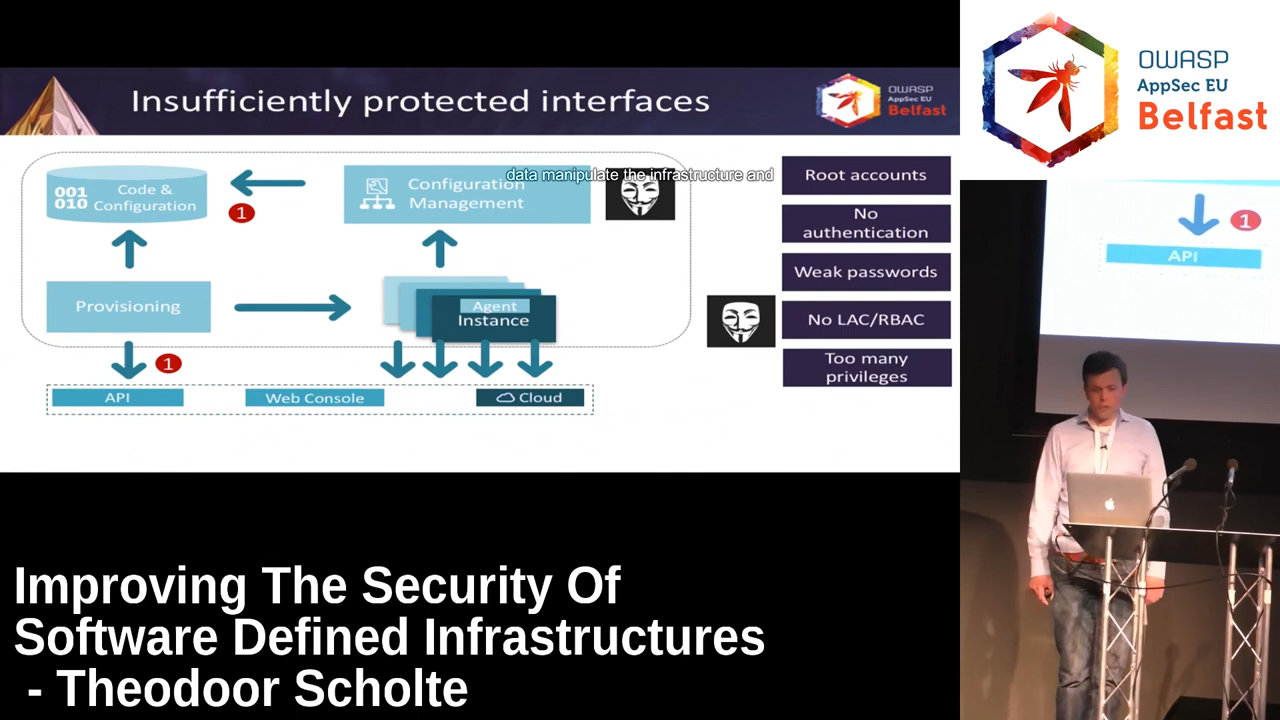 Insufficiently protected interfaces
OWASP
AppSec EU
Belfast
data manipulate the infrastructure and
001
010
Code &
Configuration
1
Configuration
Management
Provisioning
Agent
Instance
1
API
Web Console
Cloud
Root accounts
No
authentication
Weak passwords
No LAC/RBAC
Too many
privileges
OWASP
AppSec EU
Belfast
1
API
Improving The Security Of
Software Defined Infrastructures
- Theodoor Scholte